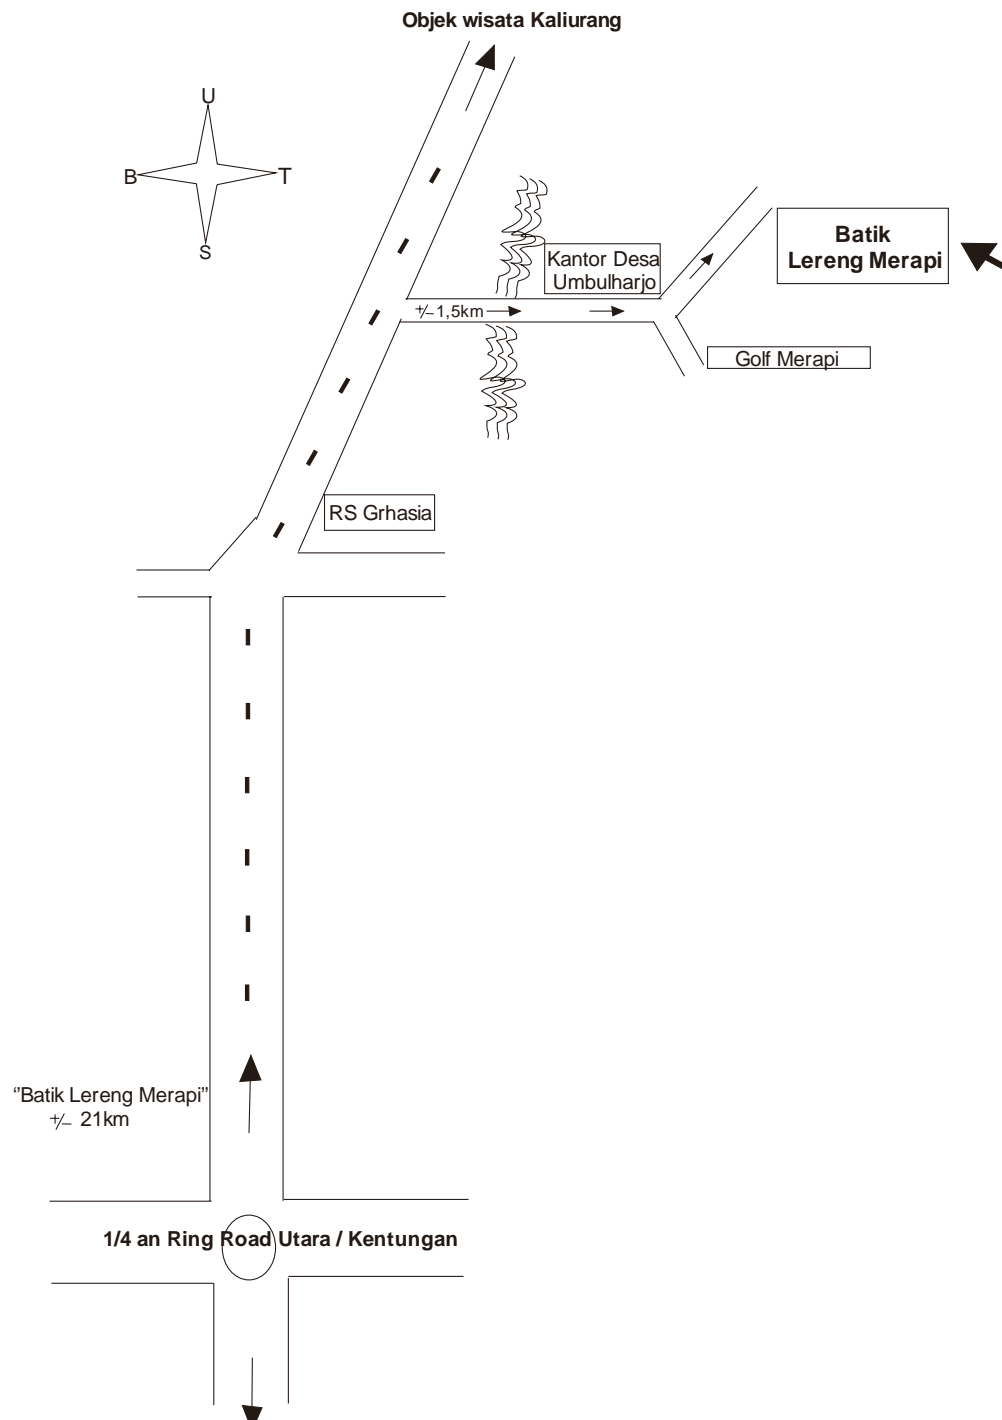 Objek wisata Kaliurang
U
B
T
S
Batik
Lereng Merapi
Kantor Desa
Umbulharjo
+/- 1,5km
Golf Merapi
RS Grhasia
"Batik Lereng Merapi"
+/- 21km
1/4 an Ring Road Utara / Kentungan